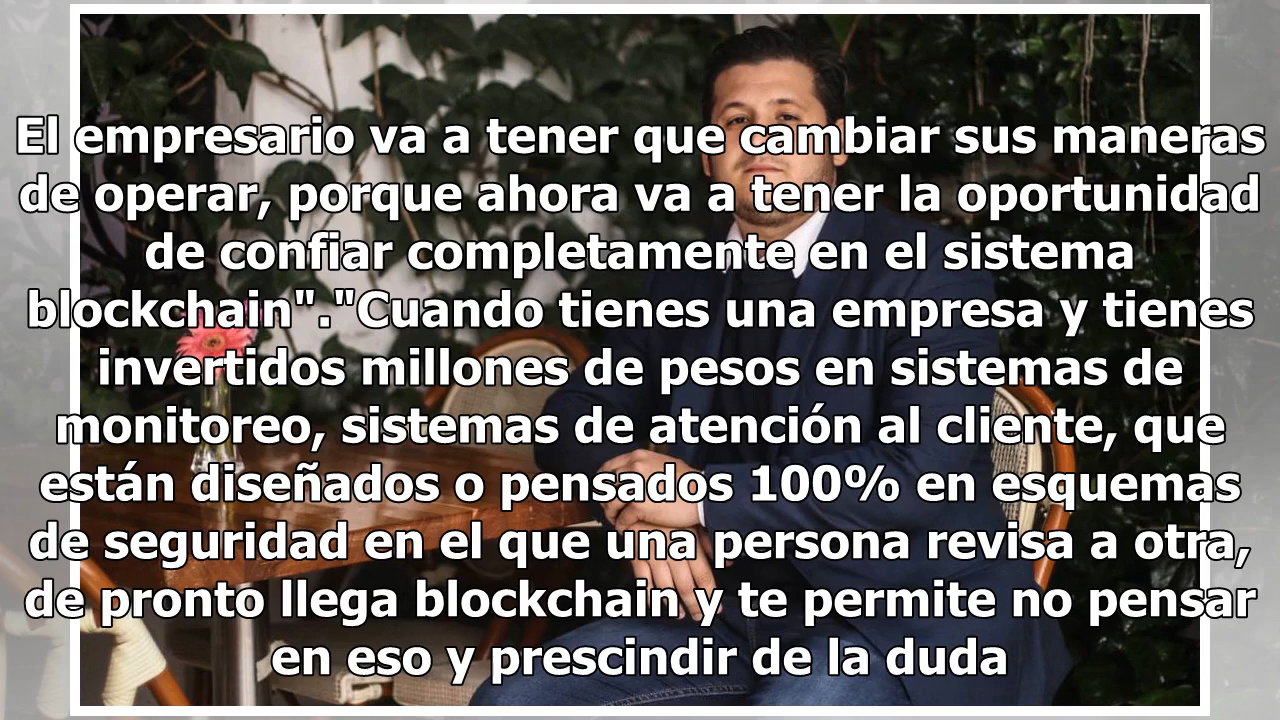 El empresario va a tener que cambiar sus maneras
de operar, porque ahora va a tener la oportunidad
de confiar completamente en el sistema
blockchain"."Cuando tienes una empresa y tienes
invertidos millones de pesos en sistemas de
monitoreo, sistemas de atención al cliente, que
están diseñados o pensados 100% en esquemas
de seguridad en el que una persona revisa a otra,
de pronto llega blockchain y te permite no pensar
en eso y prescindir de la duda